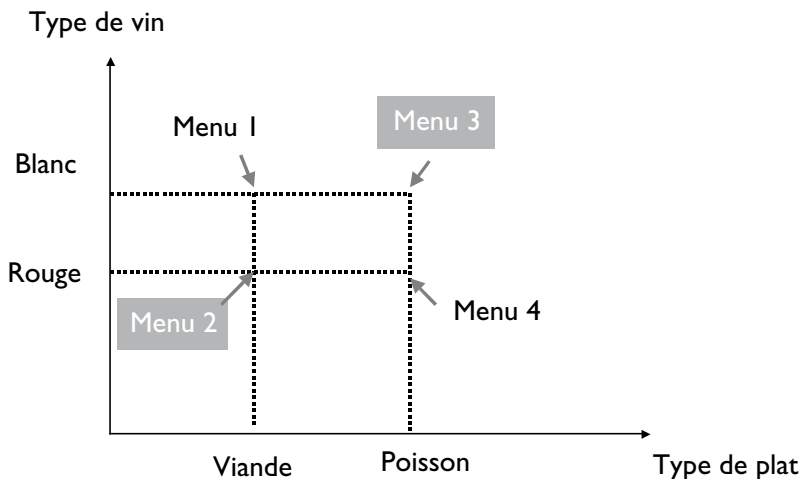 Type de vin
Menu 1
Menu 3
Blanc
Rouge
Menu 2
Menu 4
Viande
Poisson
Type de plat